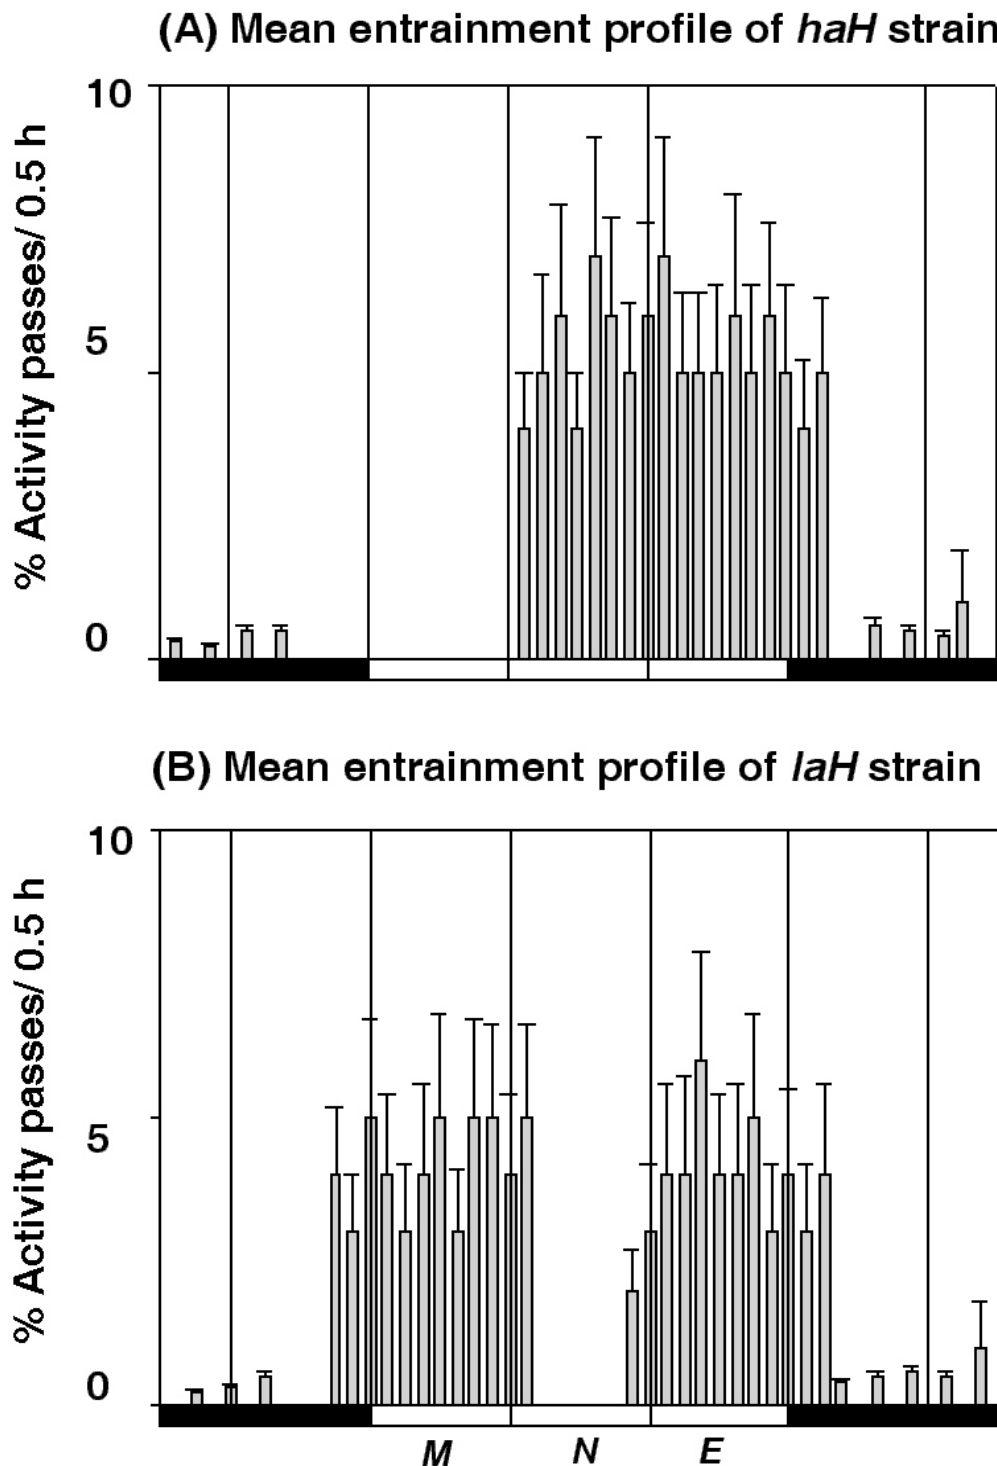 (A) Mean entrainment profile of haH strain
% Activity passes/ 0.5 h
10
5
0
(B) Mean entrainment profile of laH strain
% Activity passes/ 0.5 h
10
5
0
M N E